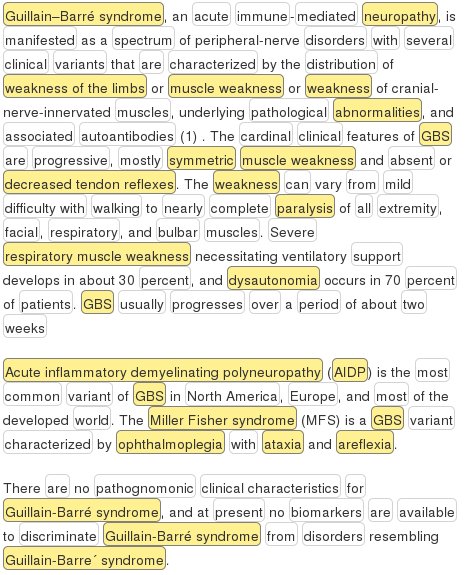 Guillain–Barré syndrome, an acute immune-mediated neuropathy, is
manifested as a spectrum of peripheral-nerve disorders with several
clinical variants that are characterized by the distribution of
weakness of the limbs or muscle weakness or weakness of cranial-
nerve-innervated muscles, underlying pathological abnormalities, and
associated autoantibodies (1) . The cardinal clinical features of GBS
are progressive, mostly symmetric muscle weakness and absent or
decreased tendon reflexes. The weakness can vary from mild
difficulty with walking to nearly complete paralysis of all extremity,
facial, respiratory, and bulbar muscles. Severe
respiratory muscle weakness necessitating ventilatory support
develops in about 30 percent, and dysautonomia occurs in 70 percent
of patients. GBS usually progresses over a period of about two
weeks
Acute inflammatory demyelinating polyneuropathy (AIDP) is the most
common variant of GBS in North America, Europe, and most of the
developed world. The Miller Fisher syndrome (MFS) is a GBS variant
characterized by ophthalmoplegia with ataxia and areflexia.
There are no pathognomonic clinical characteristics for
Guillain-Barré syndrome, and at present no biomarkers are available
to discriminate Guillain-Barré syndrome from disorders resembling
Guillain-Barre´ syndrome.